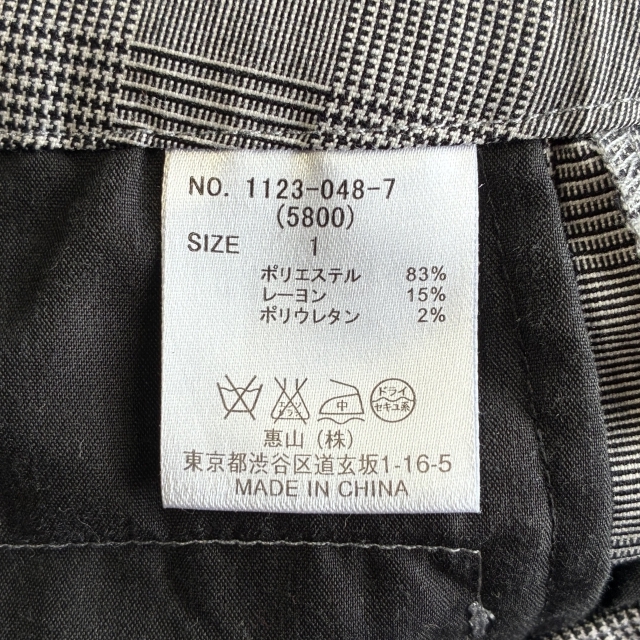 NO. 1123-048-7
(5800)
SIZE 1
ポリエステル 83%
レーヨン 15%
ポリウレタン 2%
中 ドライ
セキユ系
惠山(株)
東京都渋谷区道玄坂1-16-5
MADE IN CHINA